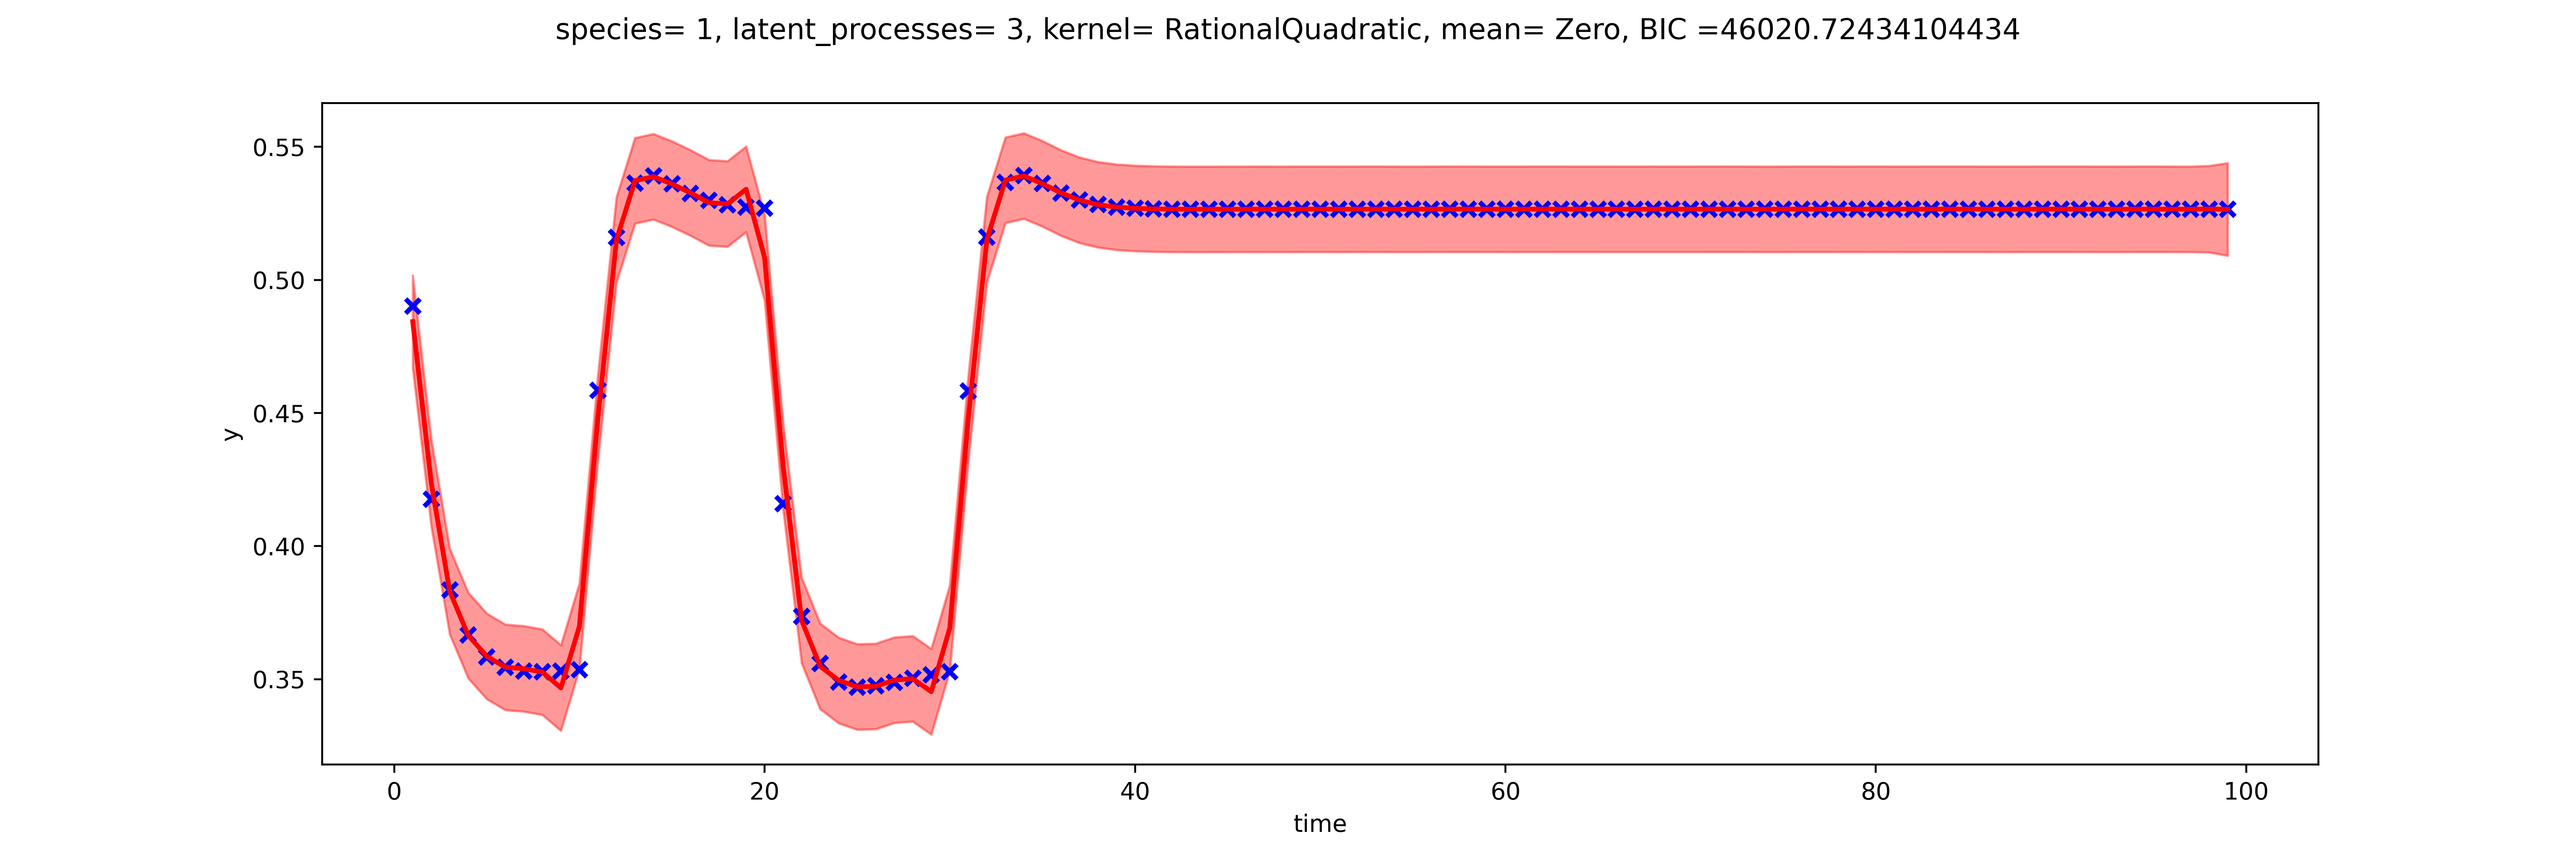 species= 1, latent_processes= 3, kernel= RationalQuadratic, mean= Zero, BIC =46020.72434104434
0.55
0.50
0.45
0.40
0.35
y
0 20 40 60 80 100
time